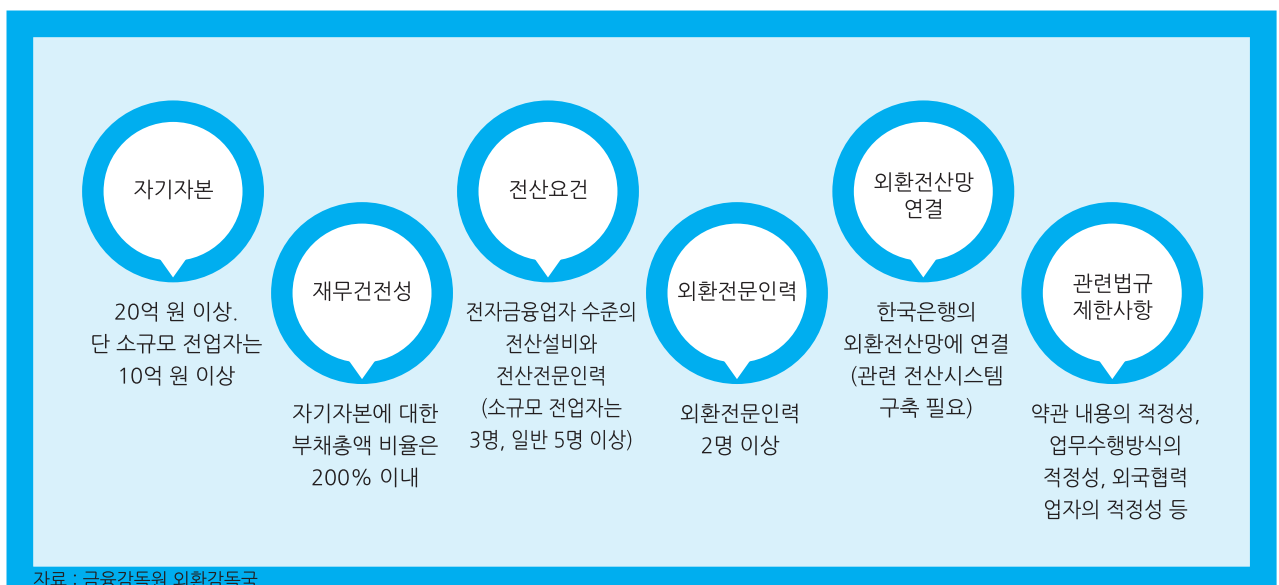 자기자본
20억 원 이상.
단 소규모 전업자는
10억 원 이상
재무건전성
자기자본에 대한
부채총액 비율은
200% 이내
전산요건
전자금융업자 수준의
전산설비와
전산전문인력
(소규모 전업자는
3명, 일반 5명 이상)
외환전문인력
외환전문인력
2명 이상
외환전산망
연결
한국은행의
외환전산망에 연결
(관련 전산시스템
구축 필요)
관련법규
제한사항
약관 내용의 적정성,
업무수행방식의
적정성, 외국협력
업자의 적정성 등
자료 : 금융감독원 외환감독국